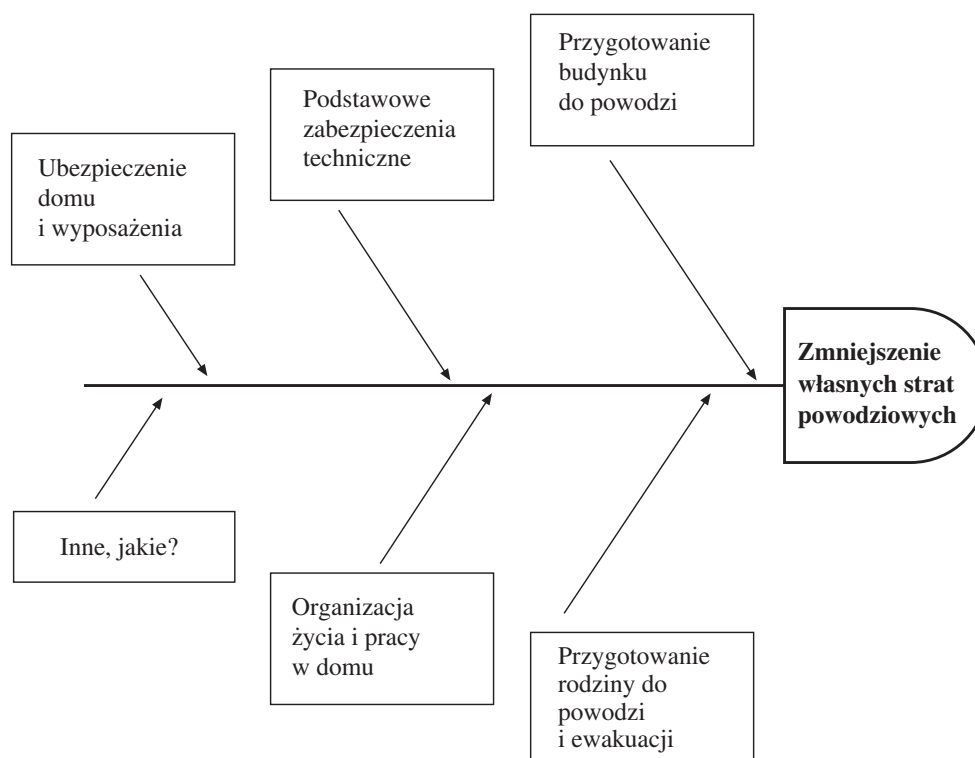 Przygotowanie
budynku
do powodzi
Podstawowe
zabezpieczenia
techniczne
Ubezpieczenie
domu
i wyposażenia
Zmniejszenie
własnych strat
powodziowych
Inne, jakie?
Organizacja
życia i pracy
w domu
Przygotowanie
rodziny do
powodzi
i ewakuacji